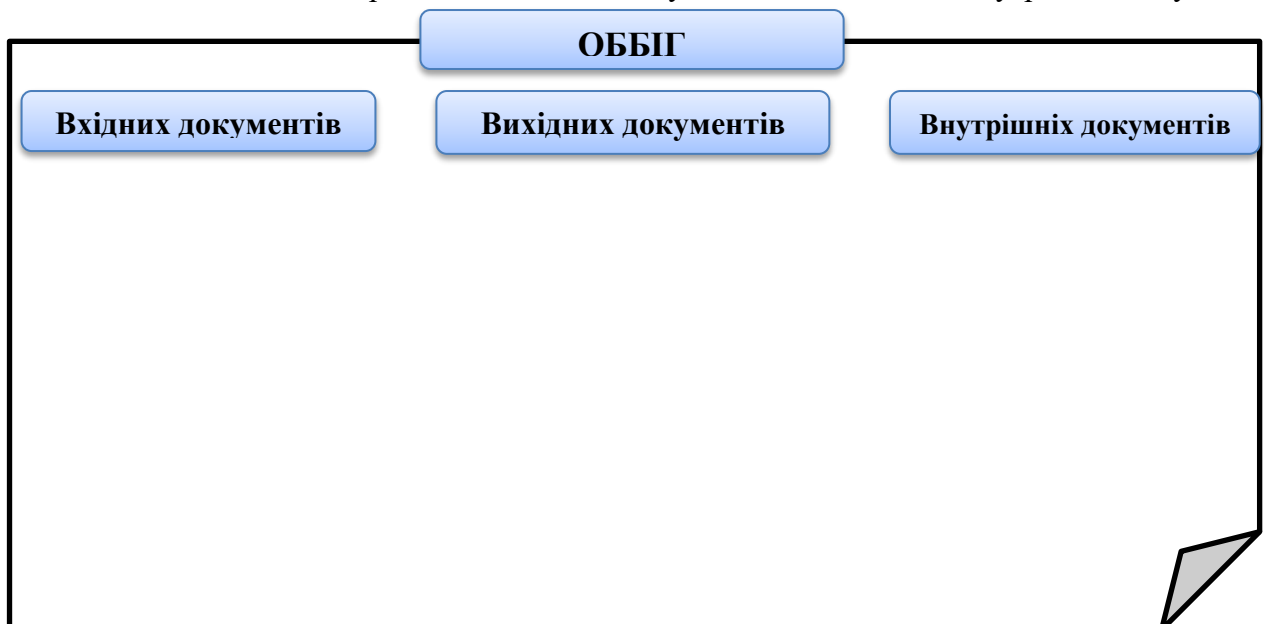 ОББІГ
Вхідних документів
Вихідних документів
Внутрішніх документів